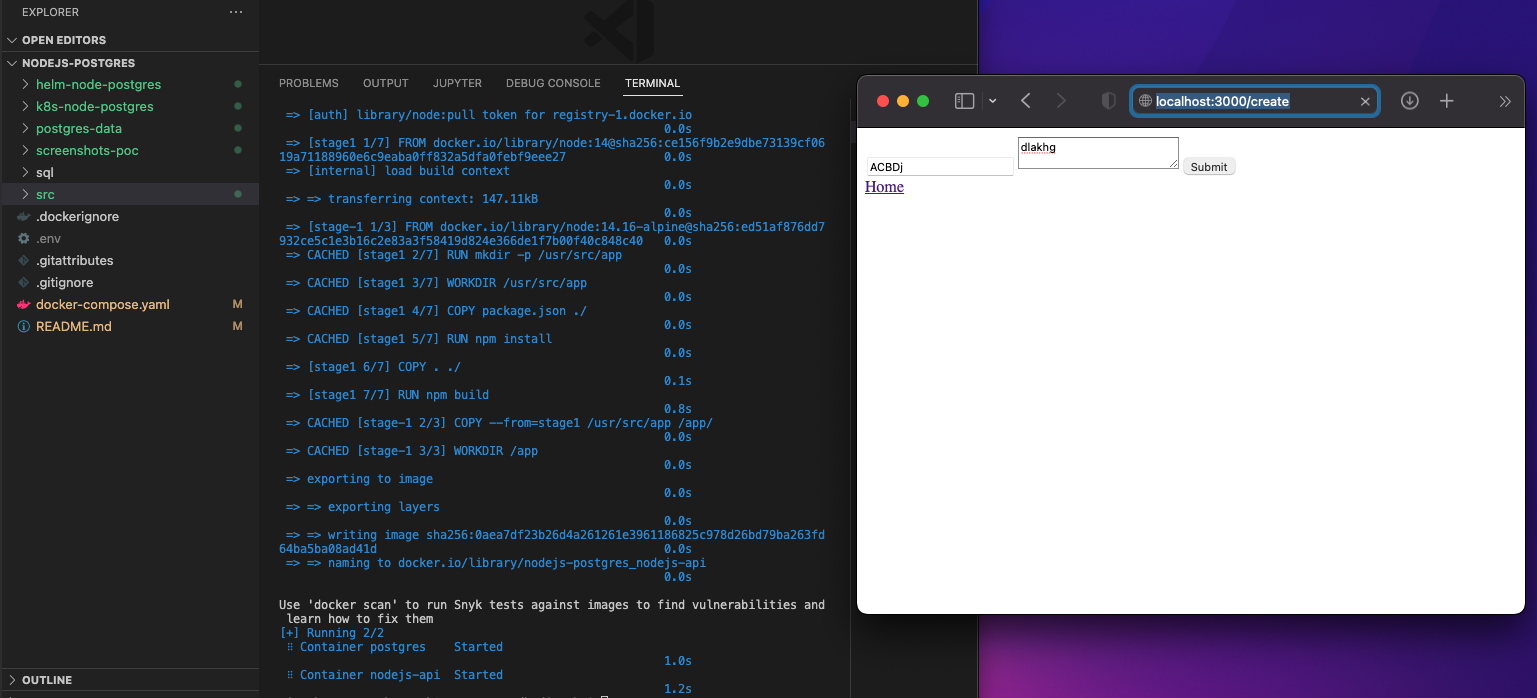 EXPLORER
OPEN EDITORS
NODEJS-POSTGRES
helm-node-postgres
k8s-node-postgres
postgres-data
screenshots-poc
sql
src
.dockerignore
.env
.gitattributes
.gitignore
docker-compose.yaml M
README.md M
OUTLINE
PROBLEMS OUTPUT JUPYTER DEBUG CONSOLE TERMINAL
=> [auth] library/node:pull token for registry-1.docker.io
0.0s
=> [stage1 1/7] FROM docker.io/library/node:14@sha256:ce156f9b2e9dbe73139cf06
19a71188960e6c9eaba0ff832a5dfa0febf9eee27 0.0s
=> [internal] load build context
0.0s
=> => transferring context: 147.11kB
0.0s
=> [stage-1 1/3] FROM docker.io/library/node:14.16-alpine@sha256:ed51af876dd7
932ce5c1e3b16c2e83a3f58419d824e366de1f7b00f40c848c40 0.0s
=> CACHED [stage1 2/7] RUN mkdir -p /usr/src/app
0.0s
=> CACHED [stage1 3/7] WORKDIR /usr/src/app
0.0s
=> CACHED [stage1 4/7] COPY package.json ./
0.0s
=> CACHED [stage1 5/7] RUN npm install
0.0s
=> [stage1 6/7] COPY . ./
0.1s
=> [stage1 7/7] RUN npm build
0.8s
=> CACHED [stage-1 2/3] COPY --from=stage1 /usr/src/app /app/
0.0s
=> CACHED [stage-1 3/3] WORKDIR /app
0.0s
=> exporting to image
0.0s
=> => exporting layers
0.0s
=> => writing image sha256:0aea7df23b26d4a261261e3961186825c978d26bd79ba263fd
64ba5ba08ad41d 0.0s
=> => naming to docker.io/library/nodejs-postgres_nodejs-api
0.0s
Use 'docker scan' to run Snyk tests against images to find vulnerabilities and
learn how to fix them
[+] Running 2/2
⠿ Container postgres Started
1.0s
⠿ Container nodejs-api Started
1.2s
localhost:3000/create
ACBDj
dlakhg
Submit
Home